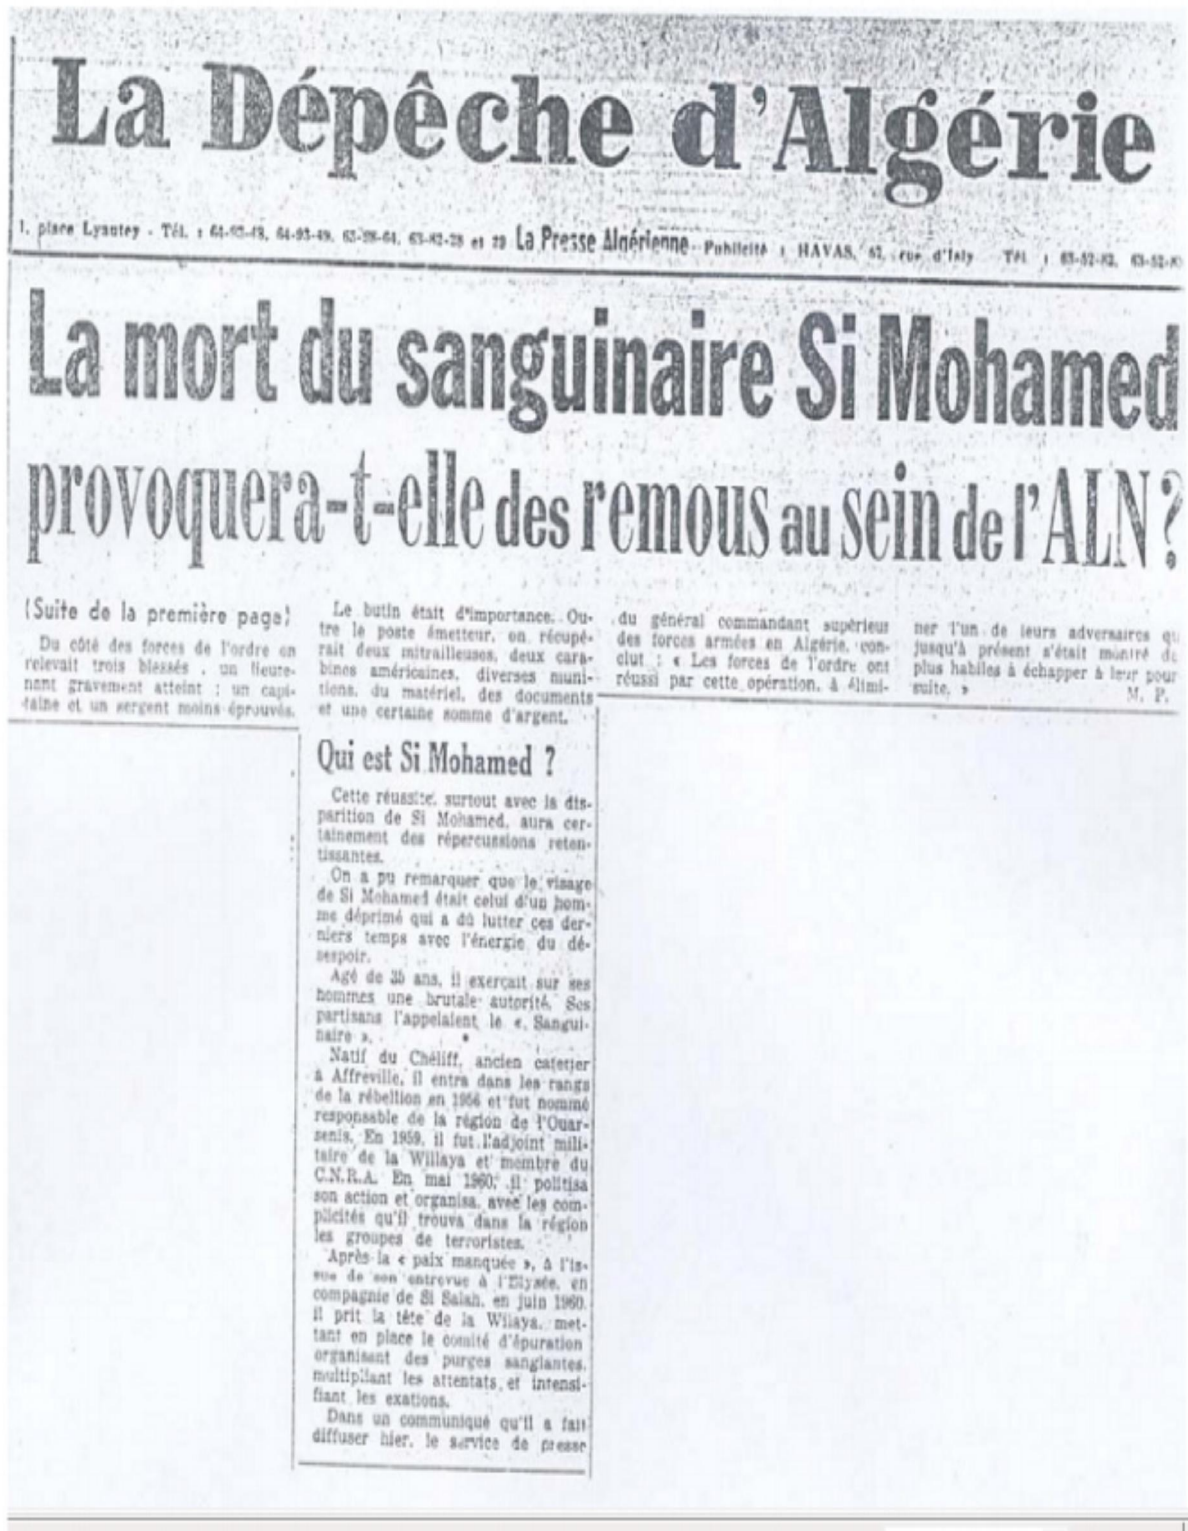 La Dépêche d'Algérie
1, place Lyautey - Tél. : 64-93-48, 64-93-49, 63-98-64, 63-82-28 et 29 La Presse Algérienne - Publicité : HAVAS, 62, rue d'Isly Tél : 63-52-82, 63-52-8
La mort du sanguinaire Si Mohamed
provoquera-t-elle des remous au sein de l'ALN ?
(Suite de la première page)
Du côté des forces de l'ordre on
relevait trois blessés , un lieute-
nant gravement atteint ; un capi-
taine et un sergent moins éprouvés.
Le butin était d'importance. Ou-
tre le poste émetteur, on récupé-
rait deux mitrailleuses, deux cara-
bines américaines, diverses muni-
tions, du matériel, des documents
et une certaine somme d'argent.
Qui est Si Mohamed ?
Cette réussite, surtout avec la dis-
parition de Si Mohamed, aura cer-
tainement des répercussions reten-
tissantes.
On a pu remarquer que le visage
de Si Mohamed était celui d'un hom-
me déprimé qui a dû lutter ces der-
niers temps avec l'énergie du dé-
sespoir.
Agé de 35 ans, il exerçait sur ses
hommes une brutale autorité. Ses
partisans l'appelaient le « Sangui-
naire ».
Natif du Chéliff, ancien cafetier
à Affreville, il entra dans les rangs
de la rébellion en 1956 et fut nommé
responsable de la région de l'Ouar-
senis. En 1959, il fut l'adjoint mili-
taire de la Willaya et membre du
C.N.R.A. En mai 1960, il politisa
son action et organisa, avec les com-
plicités qu'il trouva dans la région
les groupes de terroristes.
Après la « paix manquée », à l'is-
sue de son entrevue à l'Elysée, en
compagnie de Si Salah, en juin 1960,
il prit la tête de la Wilaya, met-
tant en place le comité d'épuration
organisant des purges sanglantes,
multipliant les attentats et intensi-
fiant les exations.
Dans un communiqué qu'il a fait
diffuser hier, le service de presse
du général commandant supérieur
des forces armées en Algérie, con-
clut : « Les forces de l'ordre ont
réussi par cette opération, à élimi-
ner l'un de leurs adversaires qu
jusqu'à présent s'était montré de
plus habiles à échapper à leur pour
suite. »
M. P.